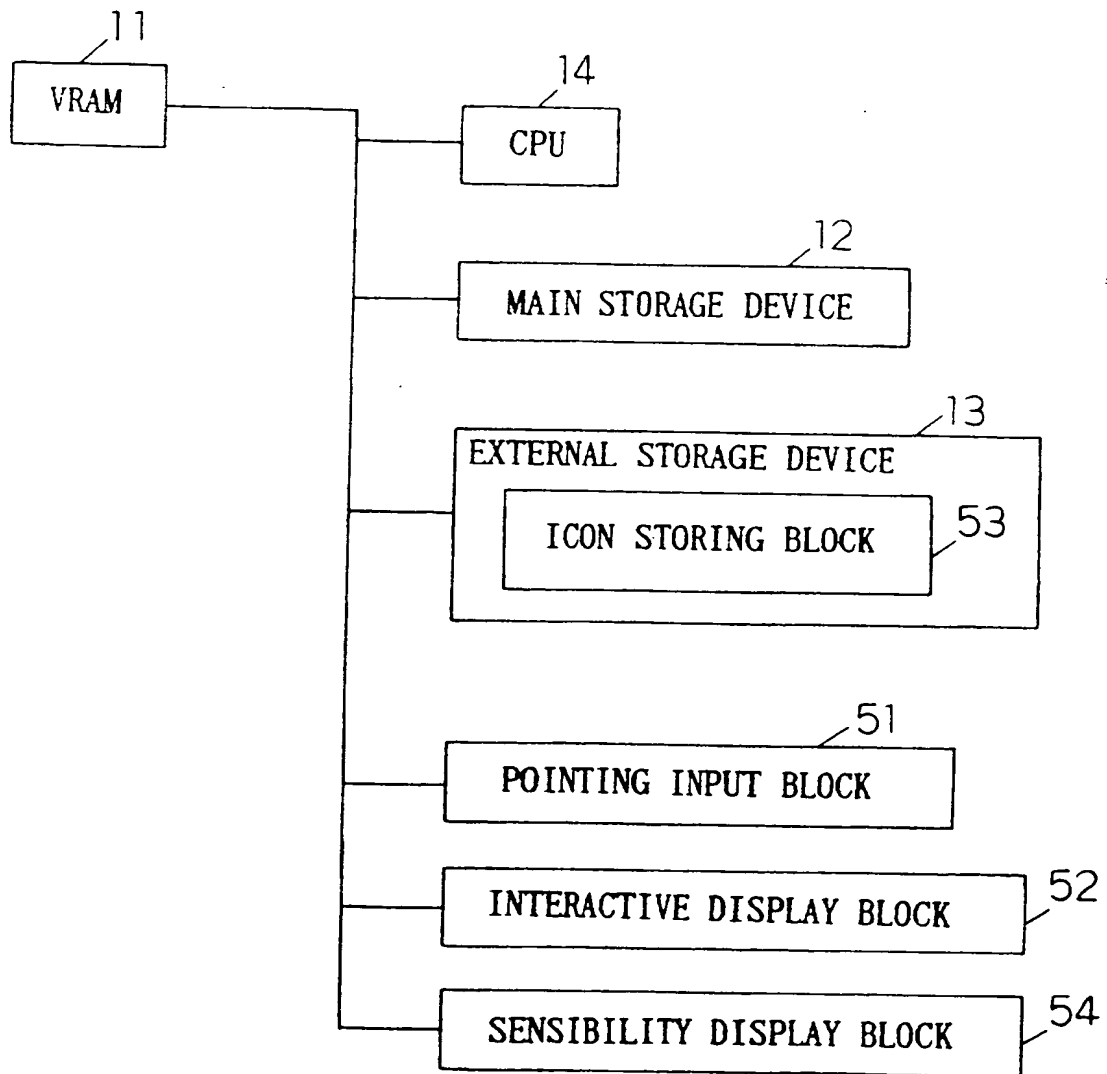 11
VRAM
14
CPU
12
MAIN STORAGE DEVICE
13
EXTERNAL STORAGE DEVICE
ICON STORING BLOCK
53
51
POINTING INPUT BLOCK
INTERACTIVE DISPLAY BLOCK
52
SENSIBILITY DISPLAY BLOCK
54